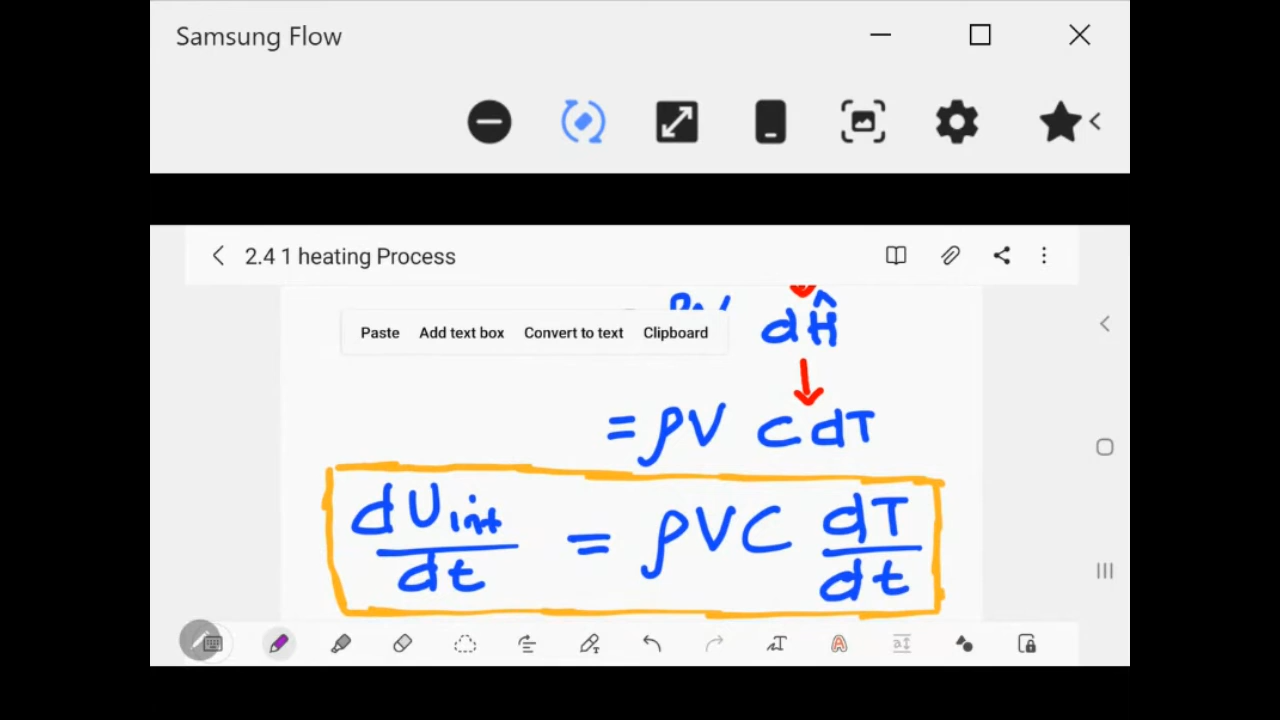 Samsung Flow
2.4 1 heating Process
Paste Add text box Convert to text Clipboard
ρV dĤ
= ρV C dT
dU_int/dt = ρVC dT/dt